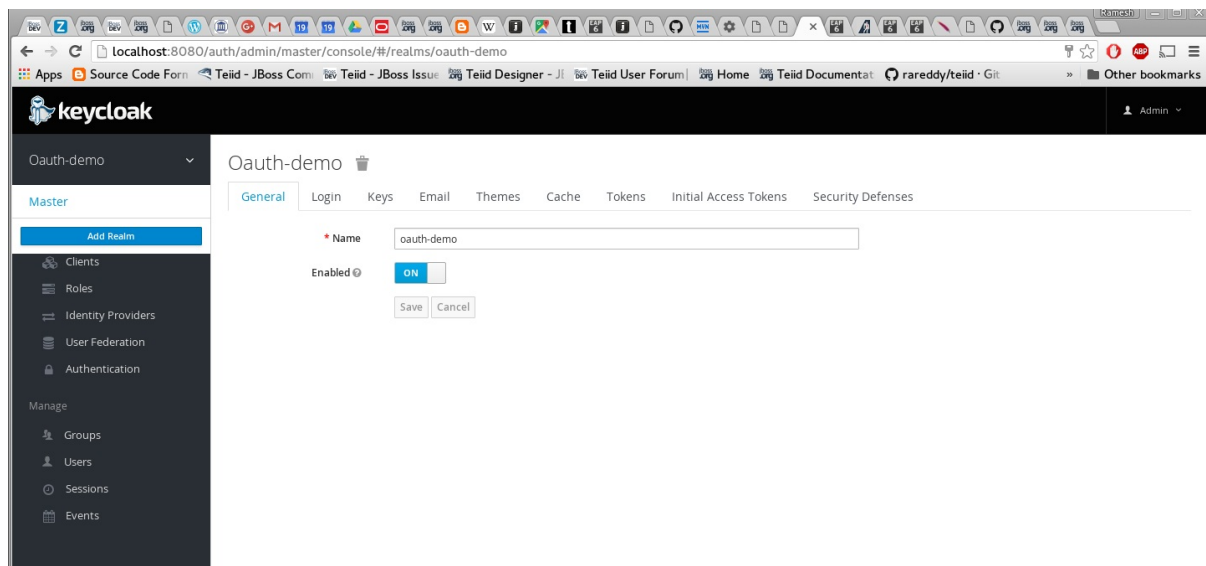 Ramesh
localhost:8080/auth/admin/master/console/#/realms/oauth-demo
Apps Source Code Forn Teiid - JBoss Com Teiid - JBoss Issue Teiid Designer - J Teiid User Forum| Home Teiid Documentat rareddy/teiid · Git » Other bookmarks
keycloak
Admin
Oauth-demo
Oauth-demo
Master
General Login Keys Email Themes Cache Tokens Initial Access Tokens Security Defenses
Add Realm
* Name oauth-demo
Clients
Enabled ON
Roles
Save Cancel
Identity Providers
User Federation
Authentication
Manage
Groups
Users
Sessions
Events